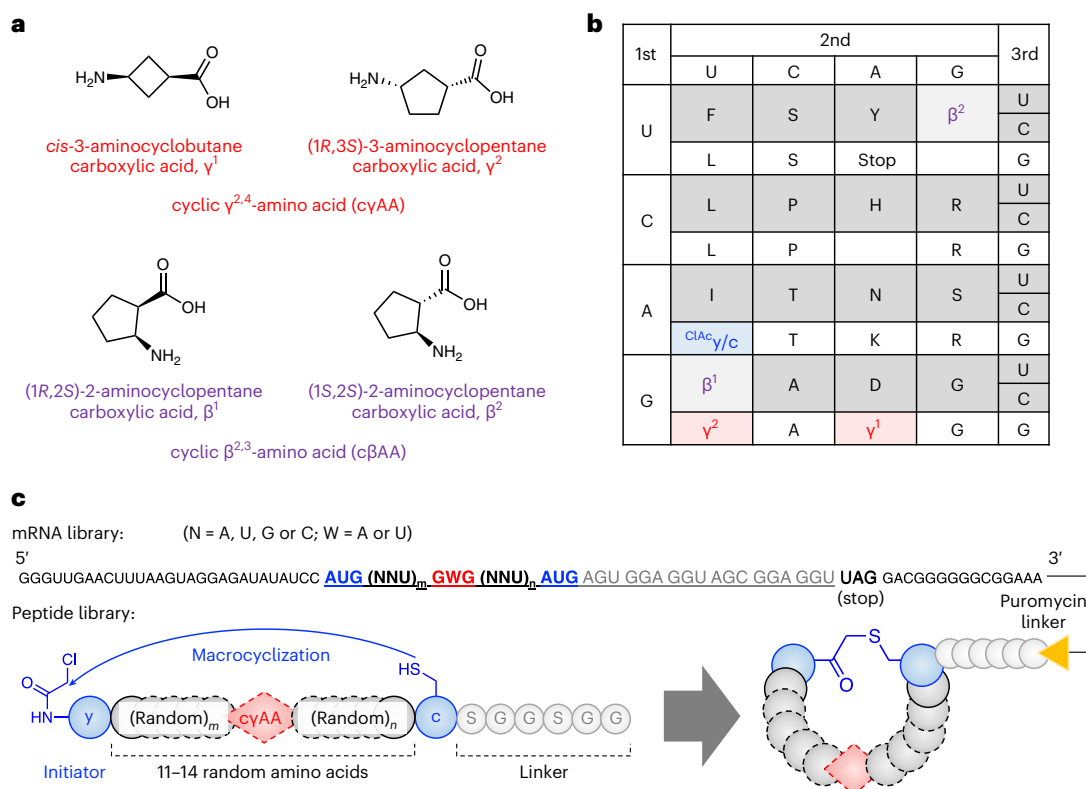 a
H₂N
O
OH
H₂N
O
OH
cis-3-aminocyclobutane
carboxylic acid, γ¹
(1R,3S)-3-aminocyclopentane
carboxylic acid, γ²
cyclic γ²,⁴-amino acid (cγAA)
O
OH
NH₂
O
OH
NH₂
(1R,2S)-2-aminocyclopentane
carboxylic acid, β¹
(1S,2S)-2-aminocyclopentane
carboxylic acid, β²
cyclic β²,³-amino acid (cβAA)
b
1st 2nd 3rd
U C A G
U F S Y β² U
C
L S Stop G
C L P H R U
C
L P R G
A I T N S U
C
ClAcy/c T K R G
G β¹ A D G U
C
γ² A γ¹ G G
c
mRNA library: (N = A, U, G or C; W = A or U)
5′ 3′
GGGUUGAACUUUAAGUAGGAGAUAUAUCC AUG (NNU)m GWG (NNU)n AUG AGU GGA GGU AGC GGA GGU UAG GACGGGGGGCGGAAA
(stop)
Puromycin
linker
Peptide library:
Cl
O
HN
Macrocyclization
HS
y (Random)m cγAA (Random)n c S G G S G G
Initiator 11–14 random amino acids Linker
S
O